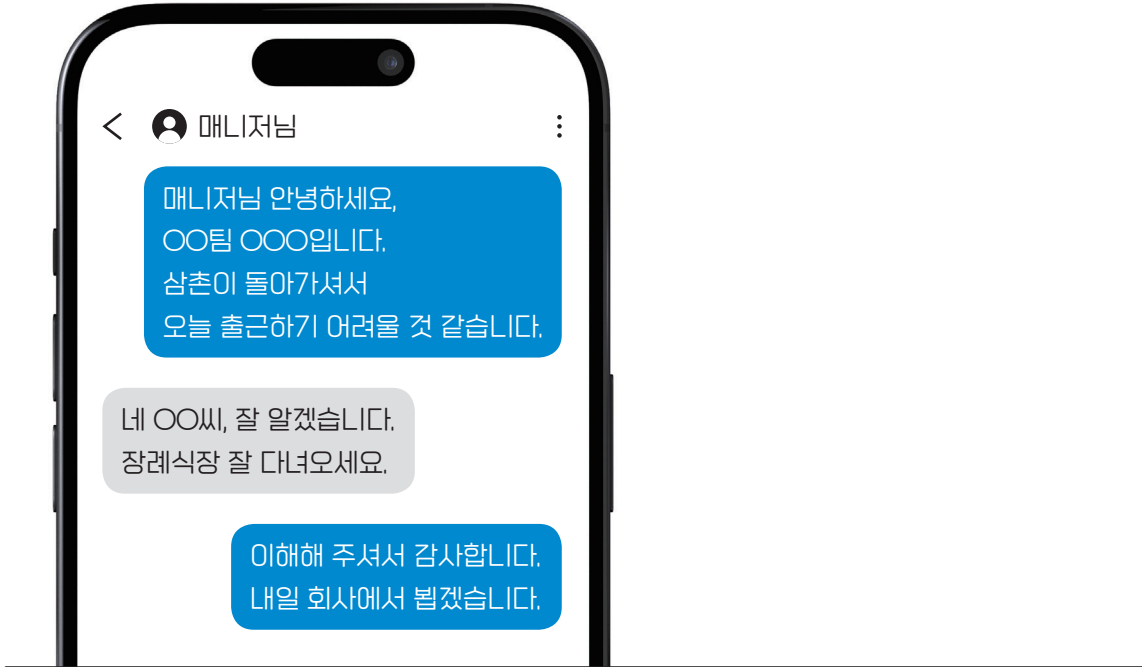 매니저님
매니저님 안녕하세요,
OO팀 OOO입니다.
삼촌이 돌아가셔서
오늘 출근하기 어려울 것 같습니다.
네 OO씨, 잘 알겠습니다.
장례식장 잘 다녀오세요.
이해해 주셔서 감사합니다.
내일 회사에서 뵙겠습니다.